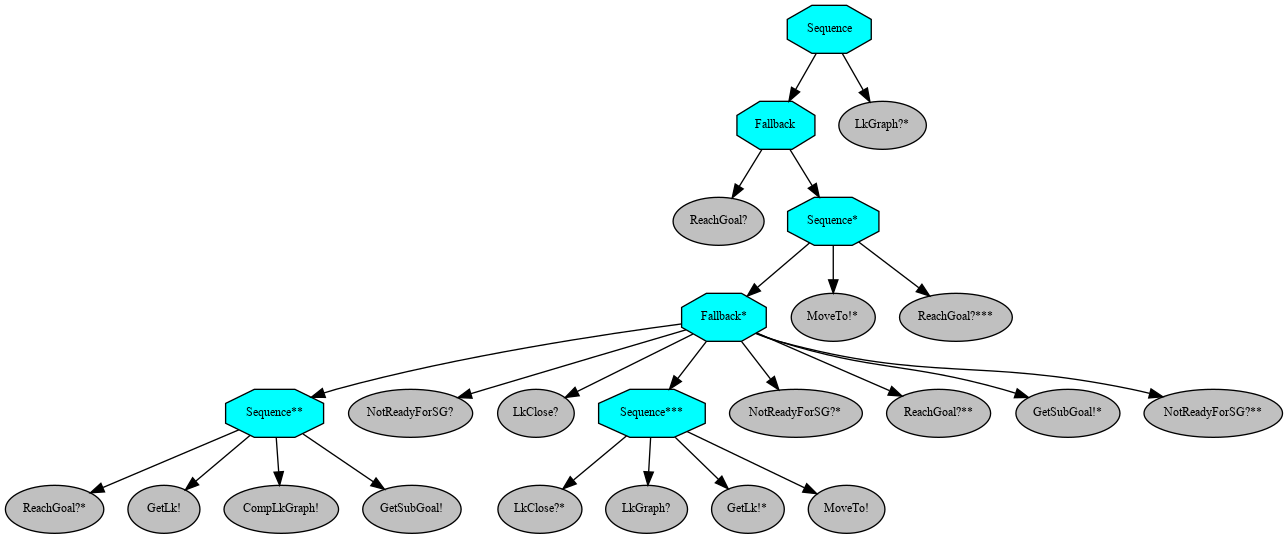 Sequence
Fallback
LkGraph?*
ReachGoal?
Sequence*
Fallback*
MoveTo!*
ReachGoal?***
Sequence**
NotReadyForSG?
LkClose?
Sequence***
NotReadyForSG?*
ReachGoal?**
GetSubGoal!*
NotReadyForSG?**
ReachGoal?*
GetLk!
CompLkGraph!
GetSubGoal!
LkClose?*
LkGraph?
GetLk!*
MoveTo!